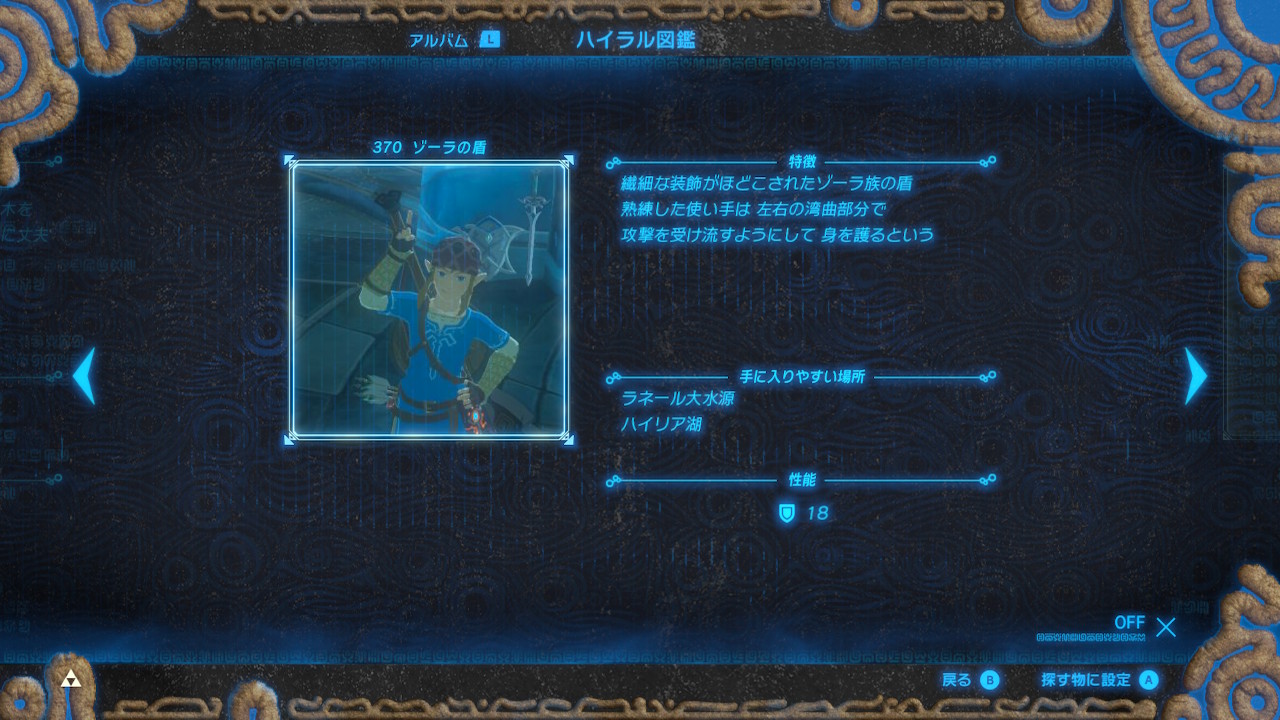 アルバム L
ハイラル図鑑
370 ゾーラの盾
特徴
繊細な装飾がほどこされたゾーラ族の盾
熟練した使い手は 左右の湾曲部分で
攻撃を受け流すようにして 身を護るという
木を
に丈夫
手に入りやすい場所
ラネール大水源
ハイリア湖
性能
18
OFF
戻る B
探す物に設定 A